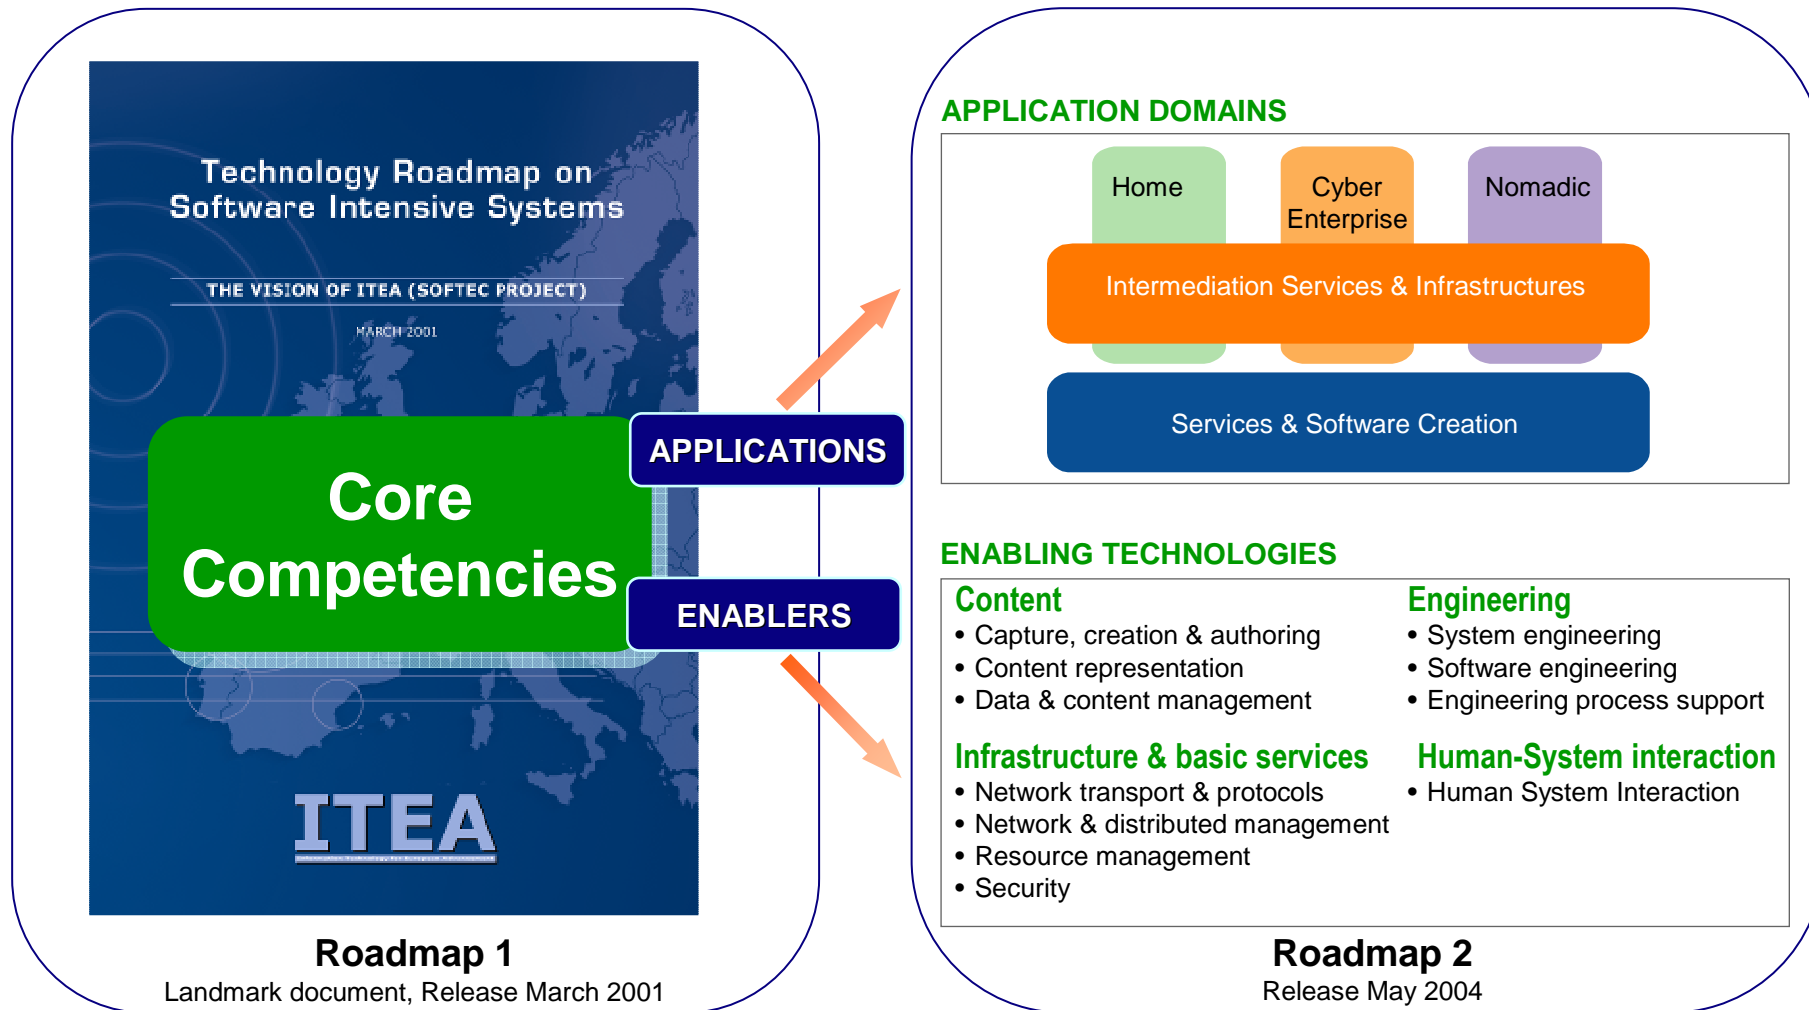 Technology Roadmap on
Software Intensive Systems
THE VISION OF ITEA (SOFTEC PROJECT)
MARCH 2001
Core
Competencies
APPLICATIONS
ENABLERS
ITEA
Roadmap 1
Landmark document, Release March 2001
APPLICATION DOMAINS
Home
Cyber
Enterprise
Nomadic
Intermediation Services & Infrastructures
Services & Software Creation
ENABLING TECHNOLOGIES
Content
• Capture, creation & authoring
• Content representation
• Data & content management
Engineering
• System engineering
• Software engineering
• Engineering process support
Infrastructure & basic services
• Network transport & protocols
• Network & distributed management
• Resource management
• Security
Human-System interaction
• Human System Interaction
Roadmap 2
Release May 2004